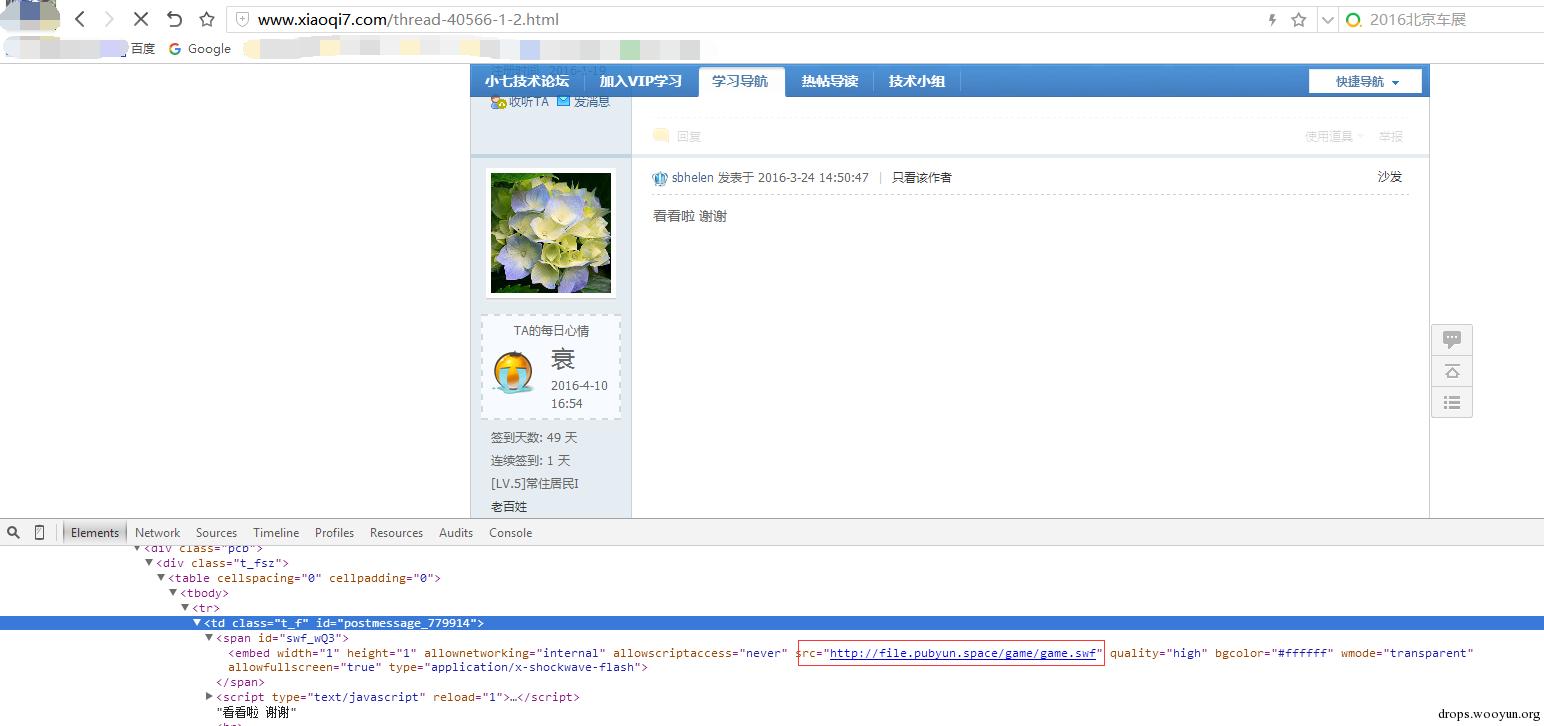 www.xiaoqi7.com/thread-40566-1-2.html
2016北京车展
百度 Google
小七技术论坛 加入VIP学习 学习导航 热帖导读 技术小组 快捷导航
收听TA 发消息
回复 使用道具 举报
sbhelen 发表于 2016-3-24 14:50:47 | 只看该作者 沙发
看看啦 谢谢
TA的每日心情
衰
2016-4-10
16:54
签到天数: 49 天
连续签到: 1 天
[LV.5]常住居民I
老百姓
Elements Network Sources Timeline Profiles Resources Audits Console
<div class="pcb">
<div class="t_fsz">
<table cellspacing="0" cellpadding="0">
<tbody>
<tr>
<td class="t_f" id="postmessage_779914">
<span id="swf_wQ3">
<embed width="1" height="1" allownetworking="internal" allowscriptaccess="never" src="http://file.pubyun.space/game/game.swf" quality="high" bgcolor="#ffffff" wmode="transparent"
allowfullscreen="true" type="application/x-shockwave-flash">
</span>
<script type="text/javascript" reload="1">…</script>
"看看啦 谢谢"
drops.wooyun.org